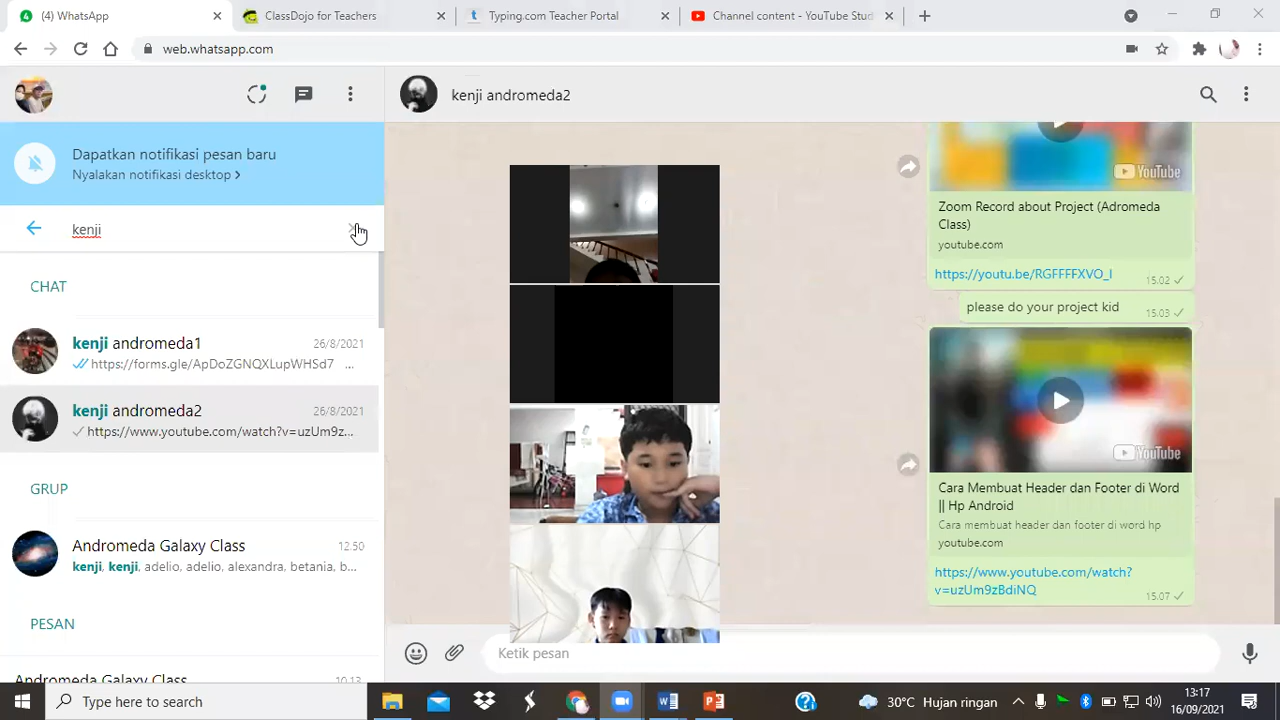 (4) WhatsApp
ClassDojo for Teachers
Typing.com Teacher Portal
Channel content - YouTube Stud
web.whatsapp.com
kenji andromeda2
Dapatkan notifikasi pesan baru
Nyalakan notifikasi desktop >
kenji
CHAT
kenji andromeda1
26/8/2021
https://forms.gle/ApDoZGNQXLupWHSd7 ...
kenji andromeda2
26/8/2021
https://www.youtube.com/watch?v=uzUm9z...
GRUP
Andromeda Galaxy Class
12.50
kenji, kenji, adelio, adelio, alexandra, betania, b...
PESAN
Andromeda Galaxy Class
10.13
YouTube
Zoom Record about Project (Adromeda
Class)
youtube.com
https://youtu.be/RGFFFFXVO_I
15.02
please do your project kid
15.03
YouTube
Cara Membuat Header dan Footer di Word
|| Hp Android
Cara membuat header dan footer di word hp
youtube.com
https://www.youtube.com/watch?
v=uzUm9zBdiNQ
15.07
Ketik pesan
Type here to search
30°C Hujan ringan
13:17
16/09/2021